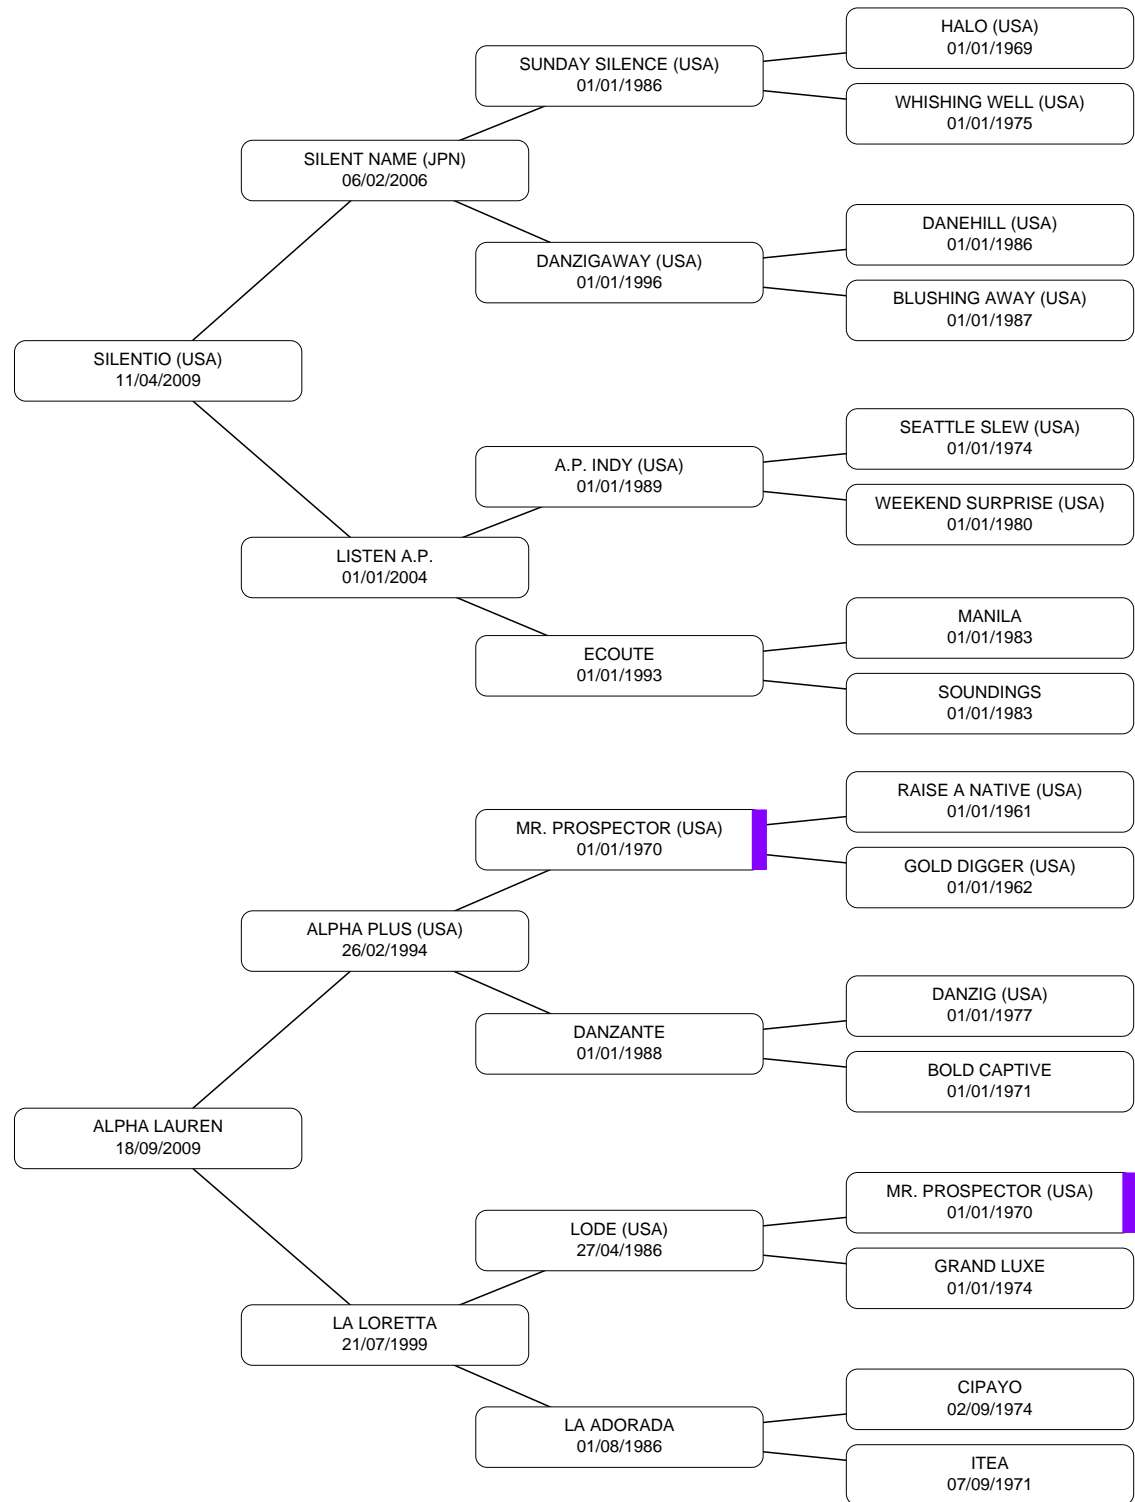 HALO (USA)
01/01/1969
SUNDAY SILENCE (USA)
01/01/1986
WHISHING WELL (USA)
01/01/1975
SILENT NAME (JPN)
06/02/2006
DANEHILL (USA)
01/01/1986
DANZIGAWAY (USA)
01/01/1996
BLUSHING AWAY (USA)
01/01/1987
SILENTIO (USA)
11/04/2009
SEATTLE SLEW (USA)
01/01/1974
A.P. INDY (USA)
01/01/1989
WEEKEND SURPRISE (USA)
01/01/1980
LISTEN A.P.
01/01/2004
MANILA
01/01/1983
ECOUTE
01/01/1993
SOUNDINGS
01/01/1983
RAISE A NATIVE (USA)
01/01/1961
MR. PROSPECTOR (USA)
01/01/1970
GOLD DIGGER (USA)
01/01/1962
ALPHA PLUS (USA)
26/02/1994
DANZIG (USA)
01/01/1977
DANZANTE
01/01/1988
BOLD CAPTIVE
01/01/1971
ALPHA LAUREN
18/09/2009
MR. PROSPECTOR (USA)
01/01/1970
LODE (USA)
27/04/1986
GRAND LUXE
01/01/1974
LA LORETTA
21/07/1999
CIPAYO
02/09/1974
LA ADORADA
01/08/1986
ITEA
07/09/1971